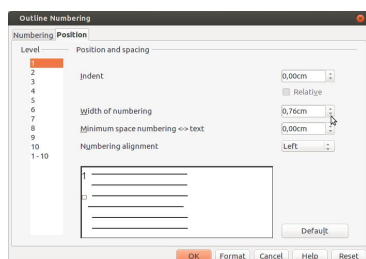 Outline Numbering
Numbering Position
Level
Position and spacing
1
2
3
4
5
6
7
8
9
10
1 - 10
Indent 0,00cm
Relative
Width of numbering 0,76cm
Minimum space numbering <-> text 0,00cm
Numbering alignment Left
1
Default
OK Format Cancel Help Reset